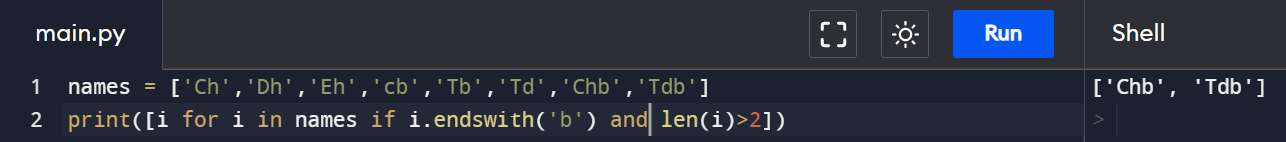 main.py
Run
Shell
1 names = ['Ch','Dh','Eh','cb','Tb','Td','Chb','Tdb']
['Chb', 'Tdb']
2 print([i for i in names if i.endswith('b') and len(i)>2])
>